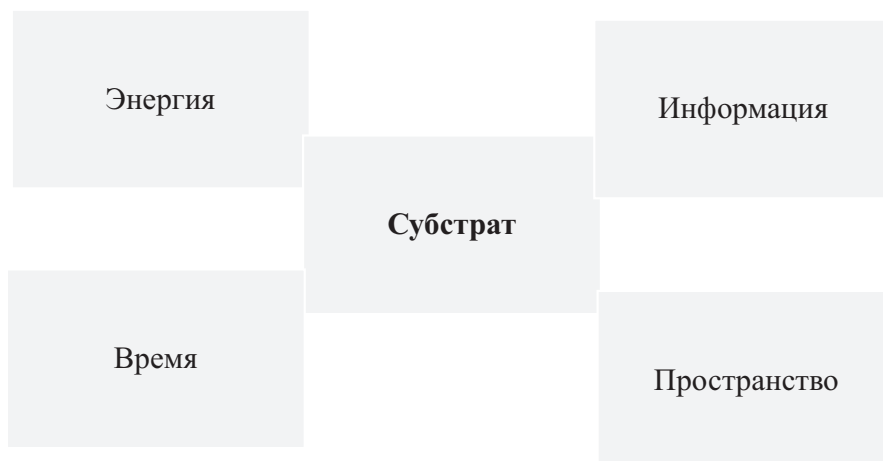 Энергия
Информация
Субстрат
Время
Пространство